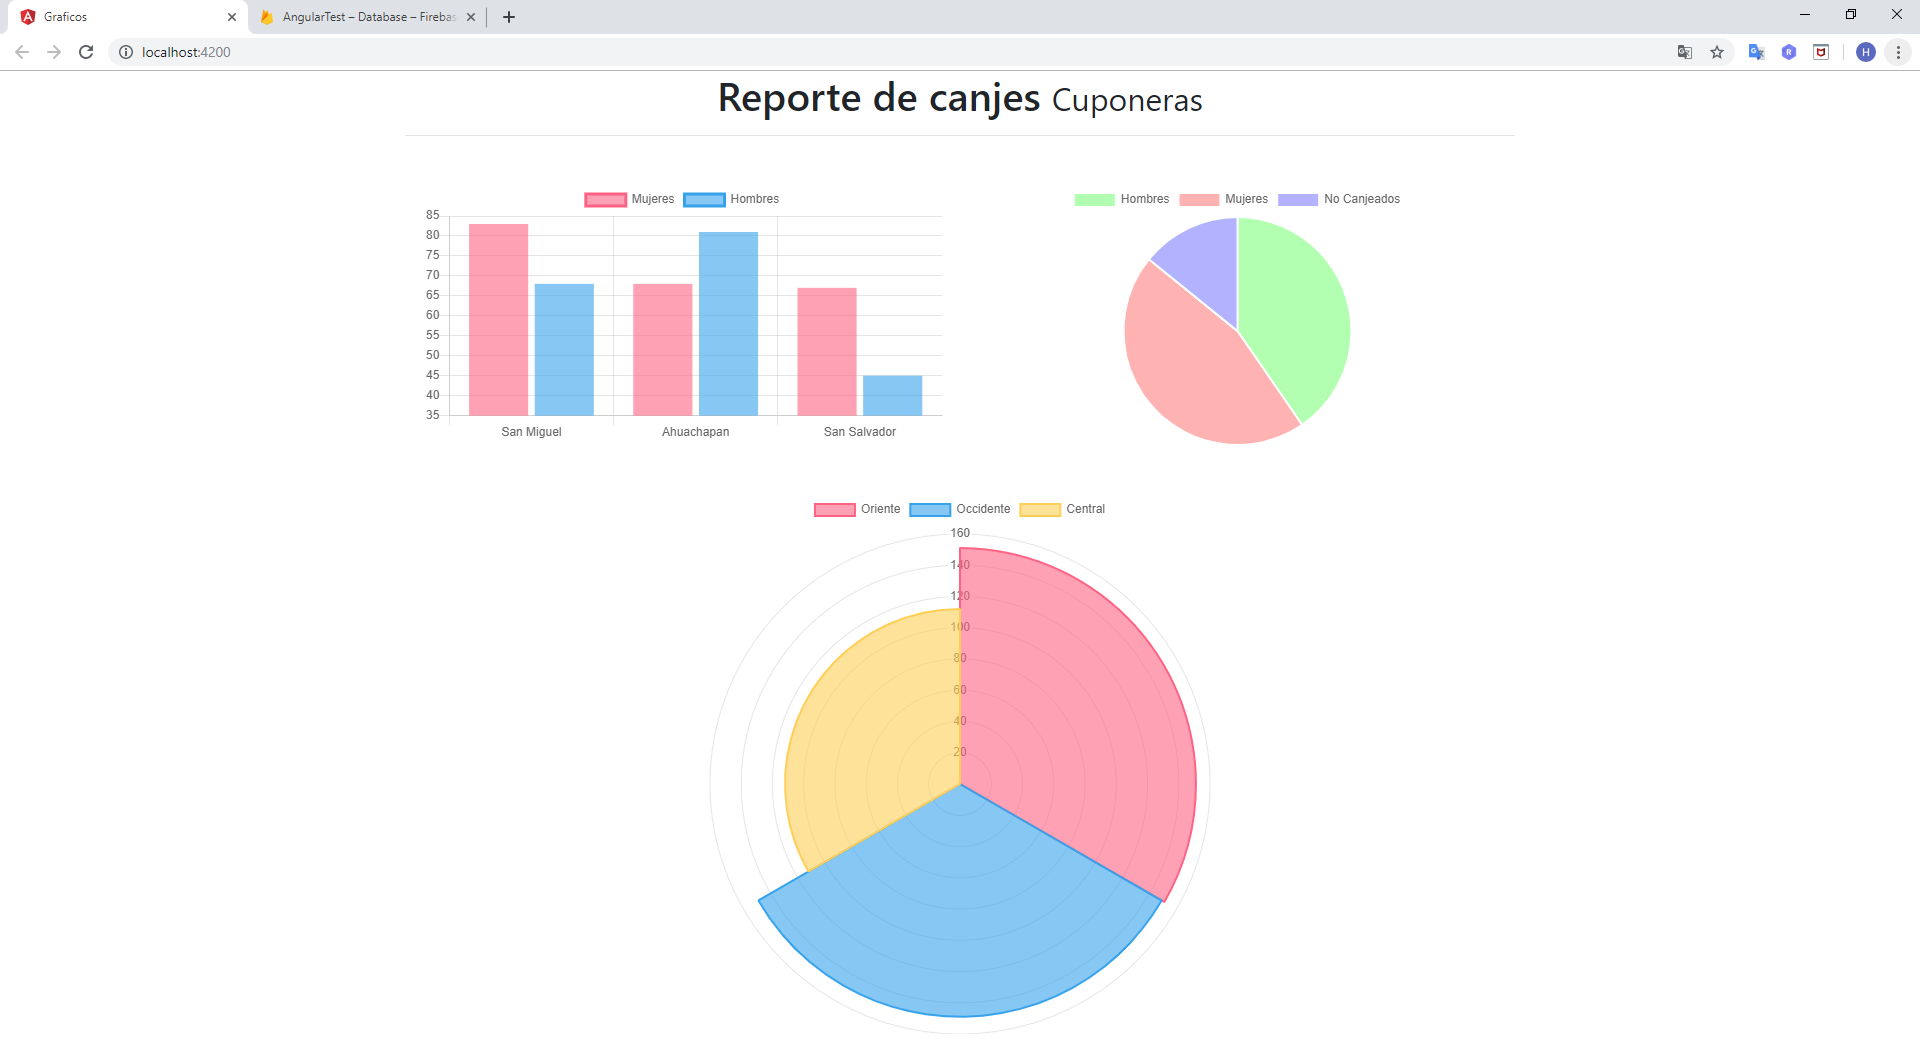 Graficos
AngularTest – Database – Firebas
localhost:4200
H
Reporte de canjes Cuponeras
Mujeres Hombres
85
80
75
70
65
60
55
50
45
40
35
San Miguel Ahuachapan San Salvador
Hombres Mujeres No Canjeados
Oriente Occidente Central
160
140
120
100
80
60
40
20